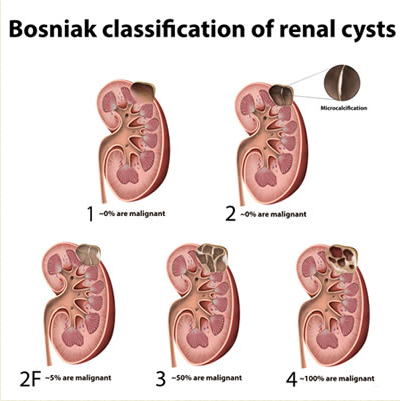 Bosniak classification of renal cysts
Microcalcification
1 ~0% are malignant
2 ~0% are malignant
2F ~5% are malignant
3 ~50% are malignant
4 ~100% are malignant